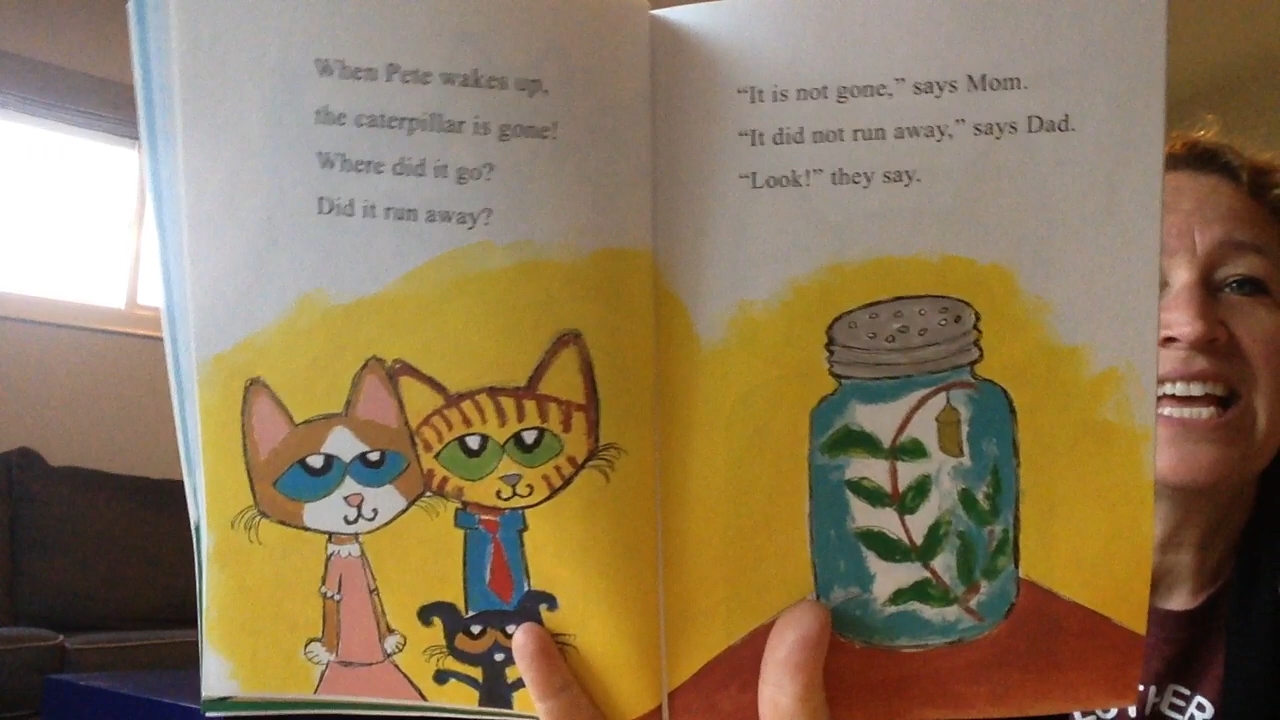 When Pete wakes up,
the caterpillar is gone!
Where did it go?
Did it run away?
“It is not gone,” says Mom.
“It did not run away,” says Dad.
“Look!” they say.